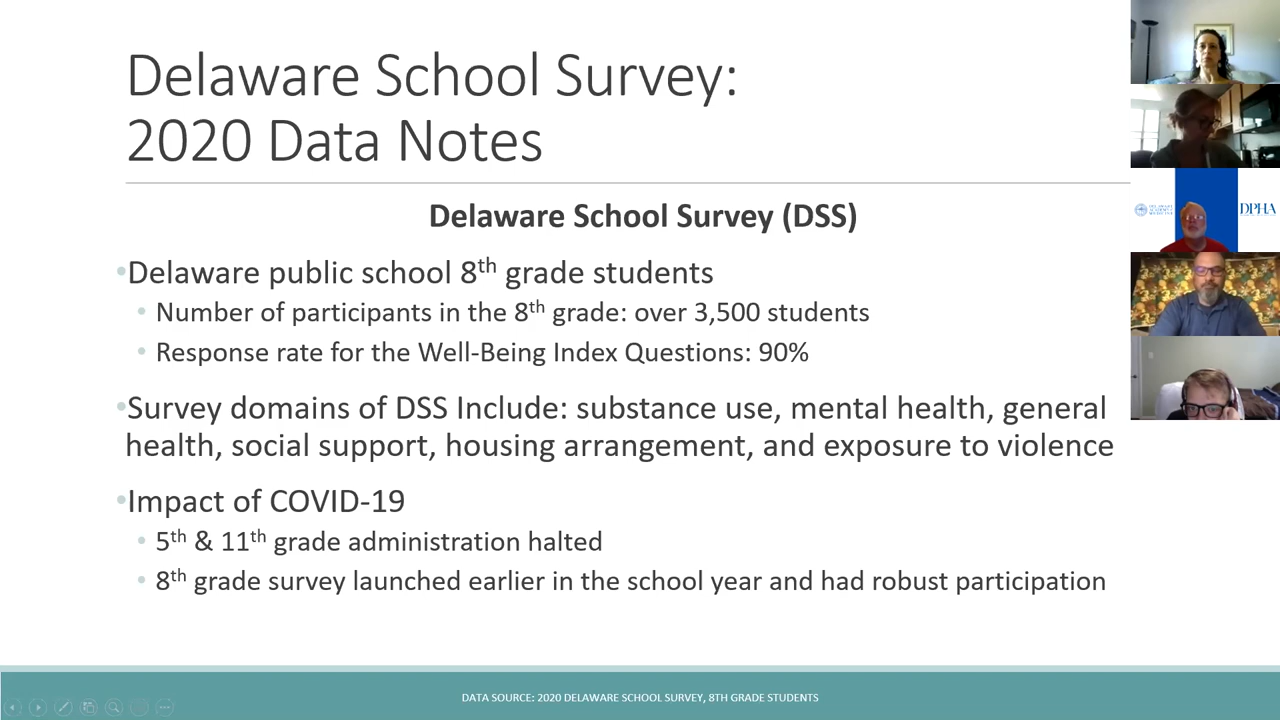 Delaware School Survey:
2020 Data Notes
Delaware School Survey (DSS)
•Delaware public school 8th grade students
• Number of participants in the 8th grade: over 3,500 students
• Response rate for the Well-Being Index Questions: 90%
•Survey domains of DSS Include: substance use, mental health, general
health, social support, housing arrangement, and exposure to violence
•Impact of COVID-19
• 5th & 11th grade administration halted
• 8th grade survey launched earlier in the school year and had robust participation
DATA SOURCE: 2020 DELAWARE SCHOOL SURVEY, 8TH GRADE STUDENTS
DPHA